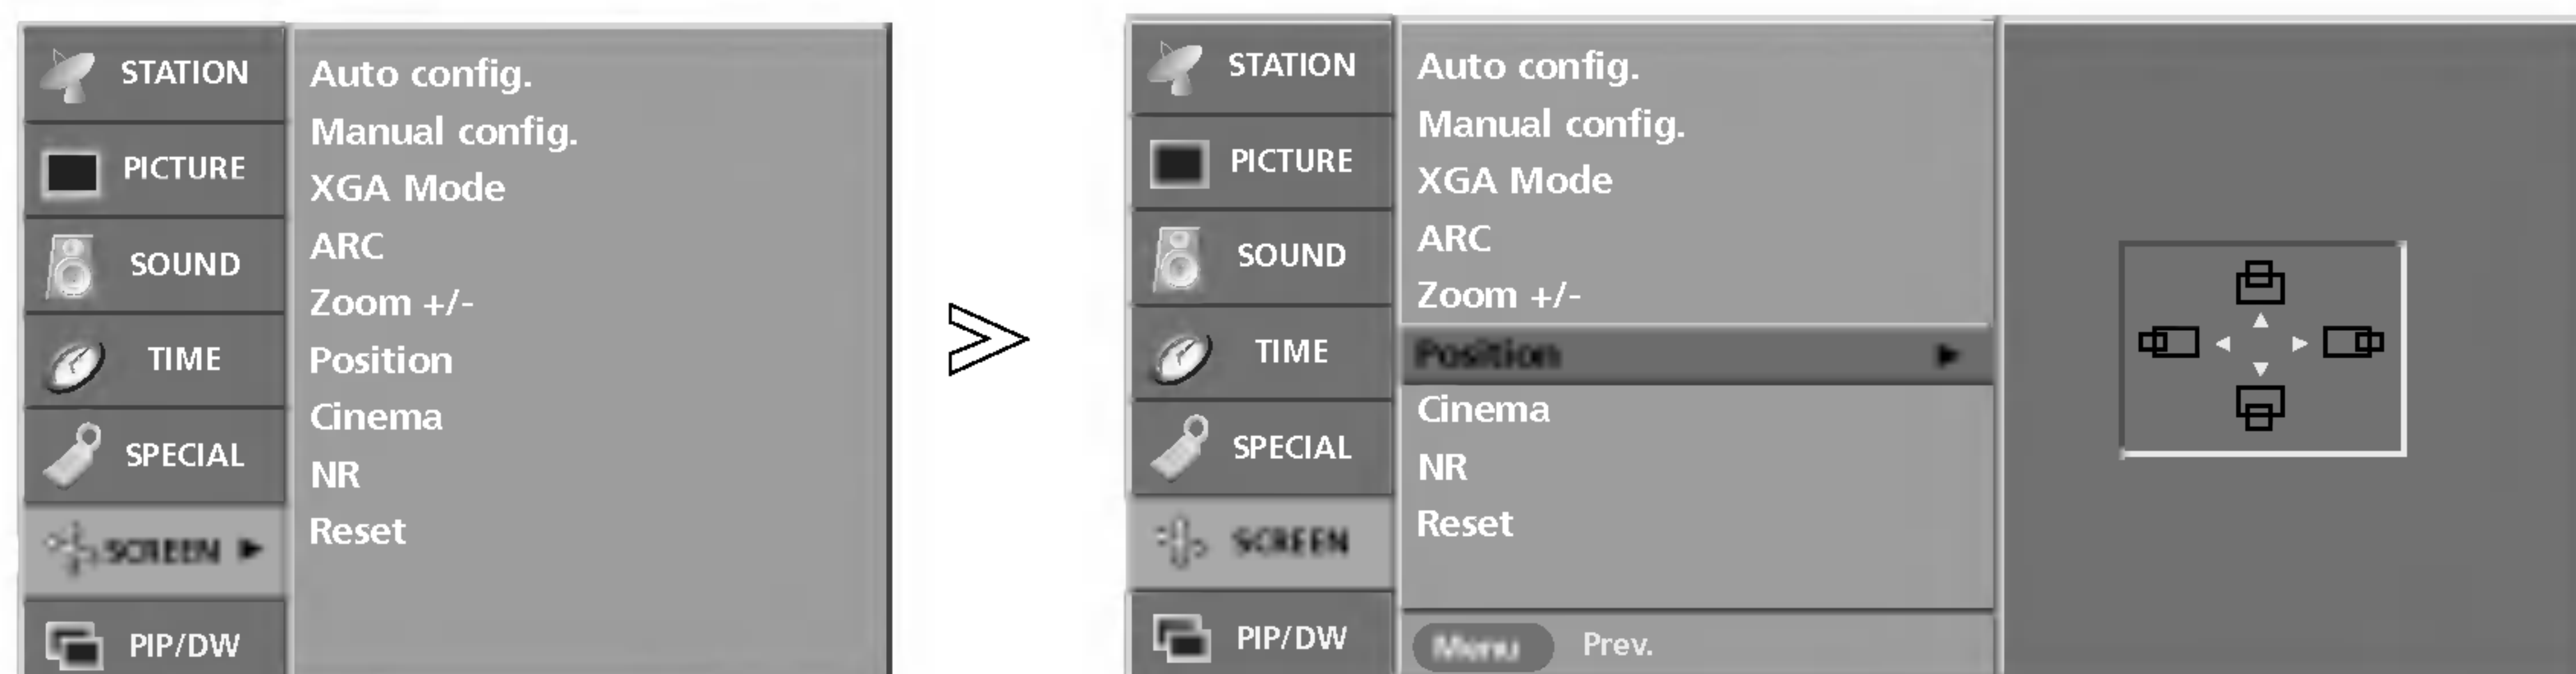 STATION
PICTURE
SOUND
TIME
SPECIAL
SCREEN
PIP/DW
Auto config.
Manual config.
XGA Mode
ARC
Zoom +/-
Position
Cinema
NR
Reset
STATION
PICTURE
SOUND
TIME
SPECIAL
SCREEN
PIP/DW
Auto config.
Manual config.
XGA Mode
ARC
Zoom +/-
Position
Cinema
NR
Reset
Menu Prev.